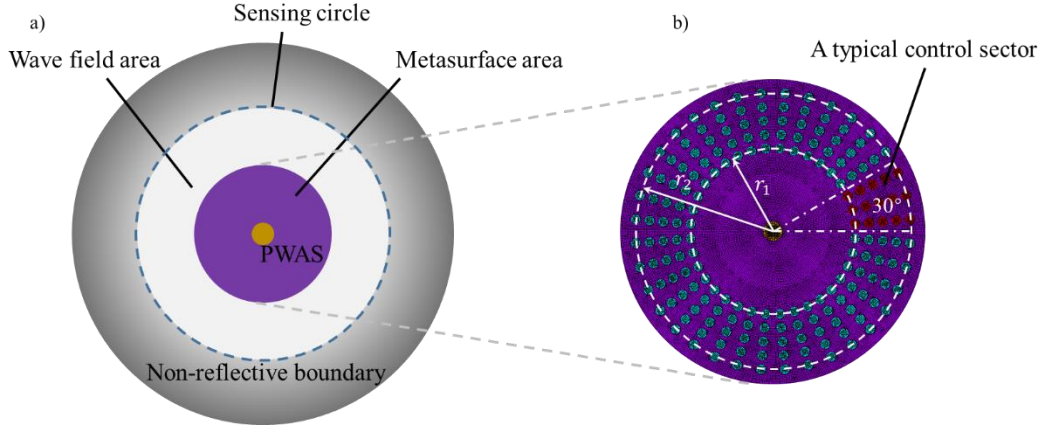 a)
Sensing circle
Wave field area
Metasurface area
PWAS
Non-reflective boundary
b)
A typical control sector
r₂
r₁
30°